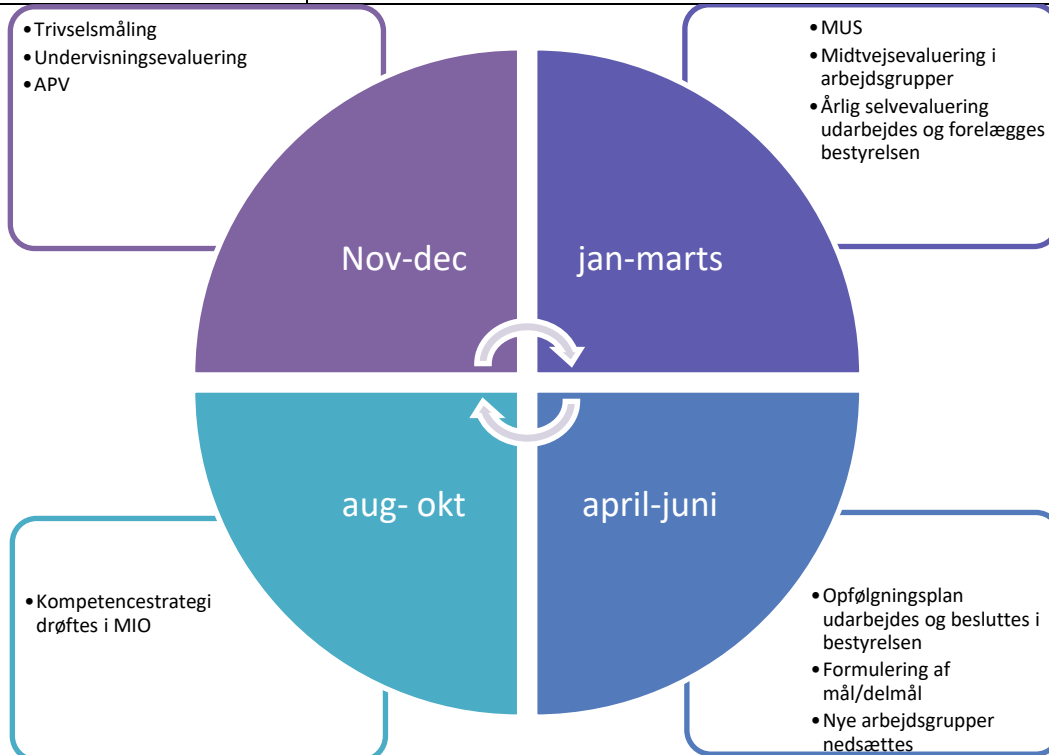 •Trivselsmåling
•Undervisningsevaluering
•APV
•MUS
•Midtvejsevaluering i
arbejdsgrupper
•Årlig selvevaluering
udarbejdes og forelægges
bestyrelsen
Nov-dec
jan-marts
aug- okt
april-juni
•Kompetencestrategi
drøftes i MIO
•Opfølgningsplan
udarbejdes og besluttes i
bestyrelsen
•Formulering af
mål/delmål
•Nye arbejdsgrupper
nedsættes